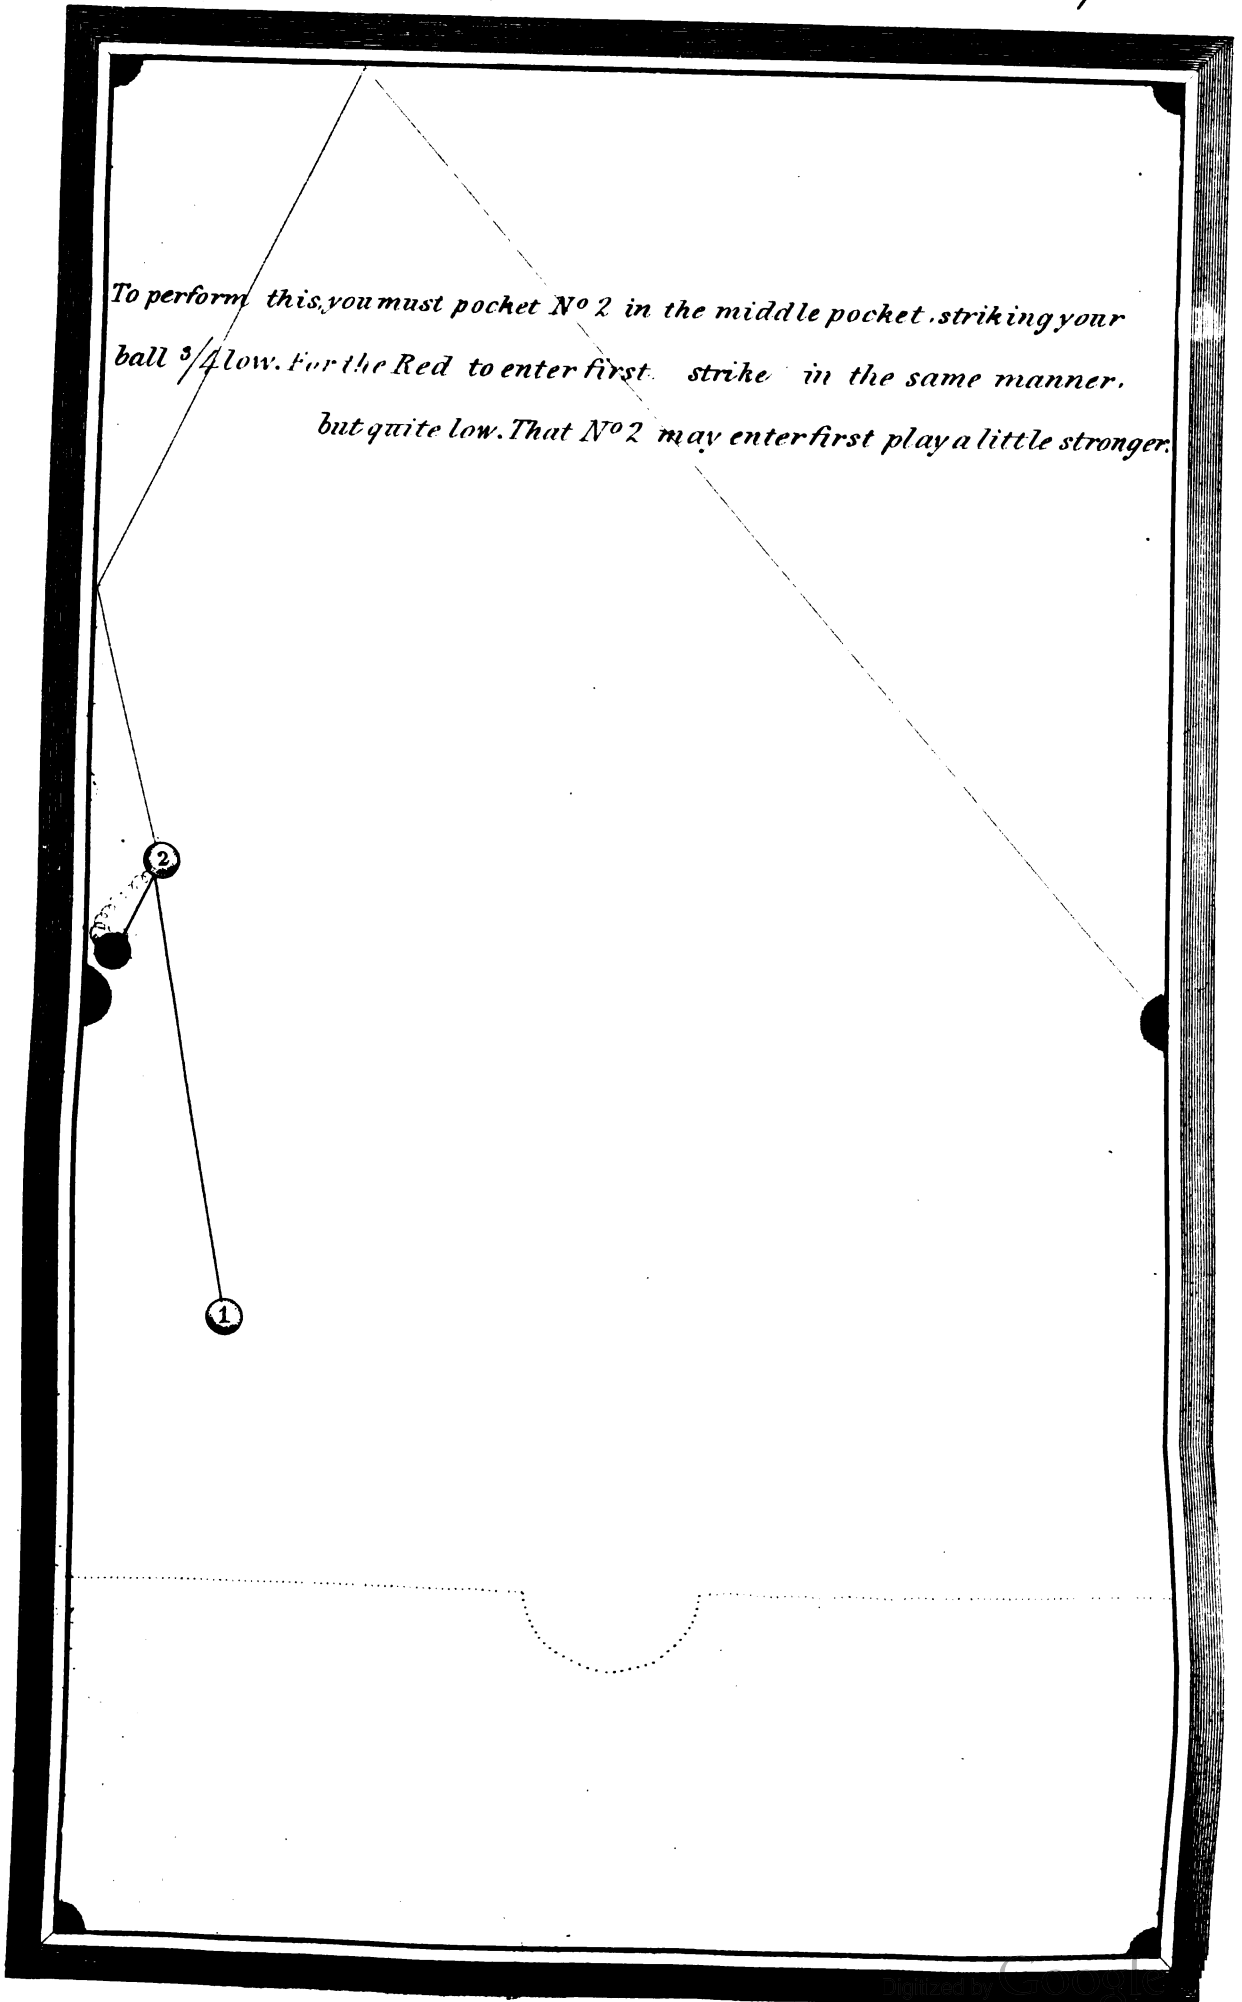 To perform this, you must pocket Nº 2 in the middle pocket. striking your
ball 3/4 low. For the Red to enter first. strike in the same manner.
but quite low. That Nº 2 may enter first play a little stronger.
2
1
Digitized by Google